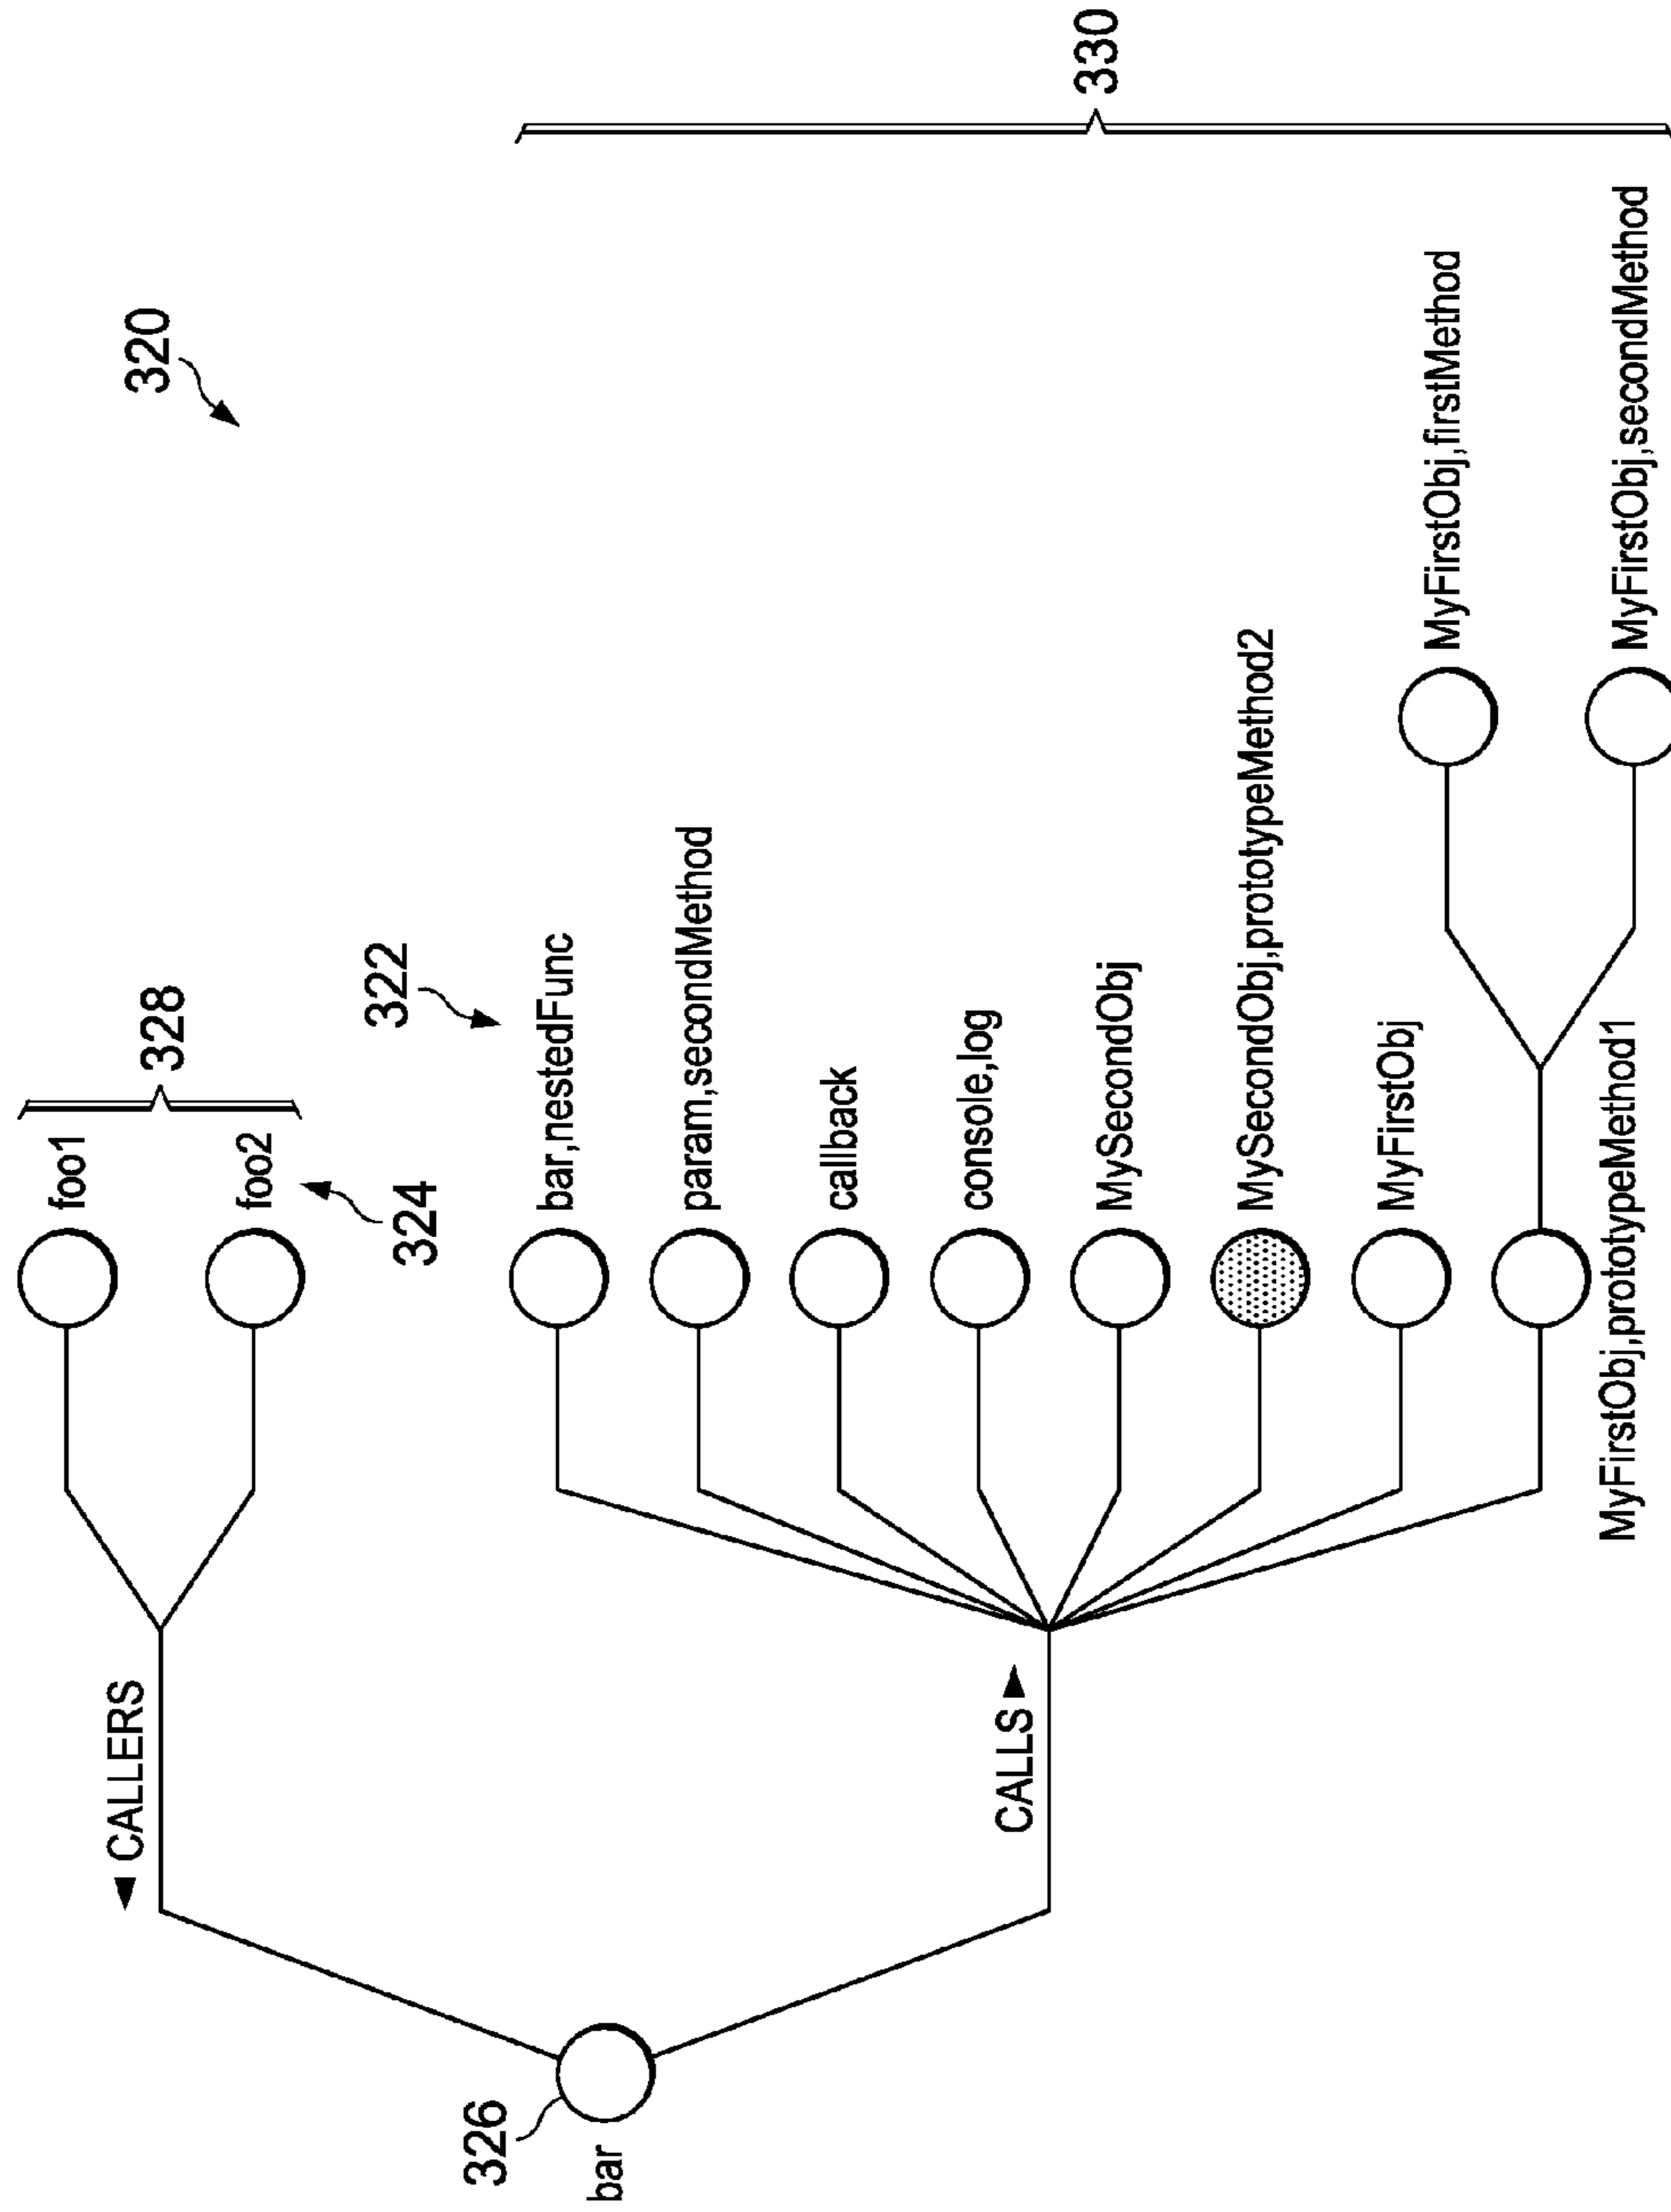 320
328
◄ CALLERS
foo1
foo2
324
322
326
bar
CALLS ►
bar,nestedFunc
param,secondMethod
callback
console,log
MySecondObj
MySecondObj,prototypeMethod2
MyFirstObj
MyFirstObj,prototypeMethod1
MyFirstObj,firstMethod
MyFirstObj,secondMethod
330